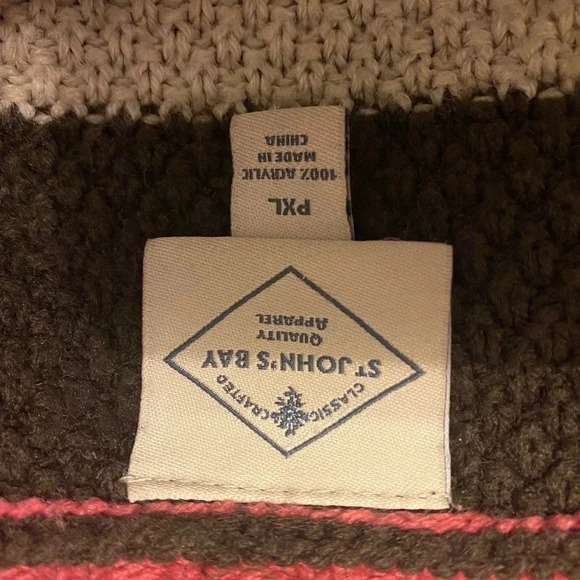 CLASSIC
CRAFTED
ST JOHN'S BAY
QUALITY
APPAREL
PXL
100% ACRYLIC
MADE IN
CHINA